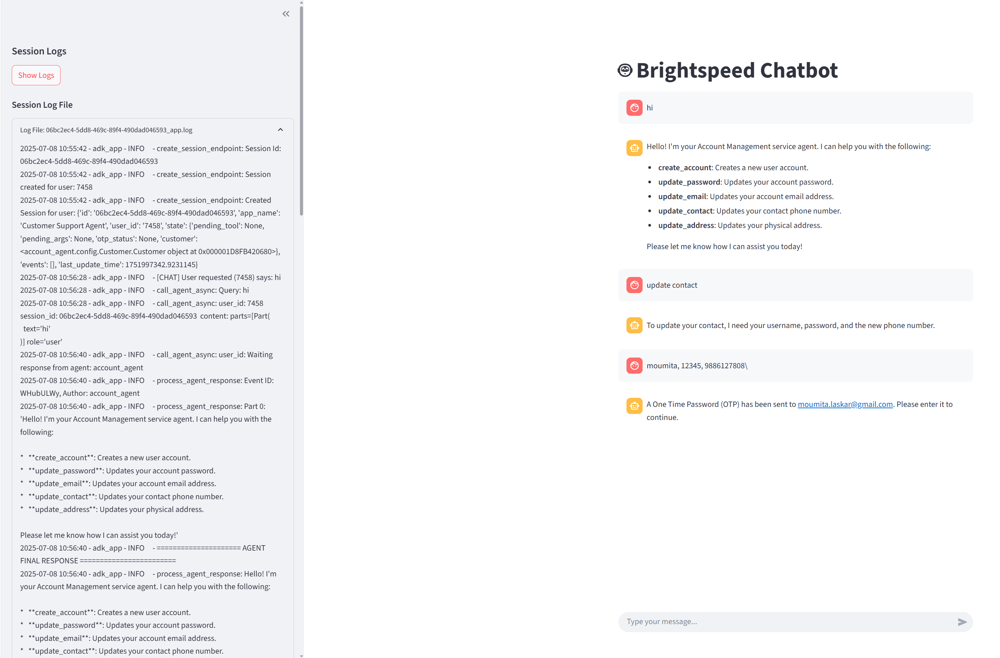 Session Logs
Show Logs
Session Log File
Log File: 06bc2ec4-5dd8-469c-89f4-490dad046593_app.log
2025-07-08 10:55:42 - adk_app - INFO - create_session_endpoint: Session Id:
06bc2ec4-5dd8-469c-89f4-490dad046593
2025-07-08 10:55:42 - adk_app - INFO - create_session_endpoint: Session
created for user: 7458
2025-07-08 10:55:42 - adk_app - INFO - create_session_endpoint: Created
Session for user: {'id': '06bc2ec4-5dd8-469c-89f4-490dad046593', 'app_name':
'Customer Support Agent', 'user_id': '7458', 'state': {'pending_tool': None,
'pending_args': None, 'otp_status': None, 'customer':
<account_agent.config.Customer.Customer object at 0x000001D8FB420680>},
'events': [], 'last_update_time': 1751997342.9231145}
2025-07-08 10:56:28 - adk_app - INFO - [CHAT] User requested (7458) says: hi
2025-07-08 10:56:28 - adk_app - INFO - call_agent_async: Query: hi
2025-07-08 10:56:28 - adk_app - INFO - call_agent_async: user_id: 7458
session_id: 06bc2ec4-5dd8-469c-89f4-490dad046593 content: parts=[Part(
text='hi'
)] role='user'
2025-07-08 10:56:40 - adk_app - INFO - call_agent_async: user_id: Waiting
response from agent: account_agent
2025-07-08 10:56:40 - adk_app - INFO - process_agent_response: Event ID:
WHubULWy, Author: account_agent
2025-07-08 10:56:40 - adk_app - INFO - process_agent_response: Part 0:
'Hello! I'm your Account Management service agent. I can help you with the
following:
* **create_account**: Creates a new user account.
* **update_password**: Updates your account password.
* **update_email**: Updates your account email address.
* **update_contact**: Updates your contact phone number.
* **update_address**: Updates your physical address.
Please let me know how I can assist you today!'
2025-07-08 10:56:40 - adk_app - INFO - ===================== AGENT
FINAL RESPONSE ========================
2025-07-08 10:56:40 - adk_app - INFO - process_agent_response: Hello! I'm
your Account Management service agent. I can help you with the following:
* **create_account**: Creates a new user account.
* **update_password**: Updates your account password.
* **update_email**: Updates your account email address.
* **update_contact**: Updates your contact phone number.
Brightspeed Chatbot
hi
Hello! I'm your Account Management service agent. I can help you with the following:
• create_account: Creates a new user account.
• update_password: Updates your account password.
• update_email: Updates your account email address.
• update_contact: Updates your contact phone number.
• update_address: Updates your physical address.
Please let me know how I can assist you today!
update contact
To update your contact, I need your username, password, and the new phone number.
moumita, 12345, 9886127808\
A One Time Password (OTP) has been sent to moumita.laskar@gmail.com. Please enter it to
continue.
Type your message...